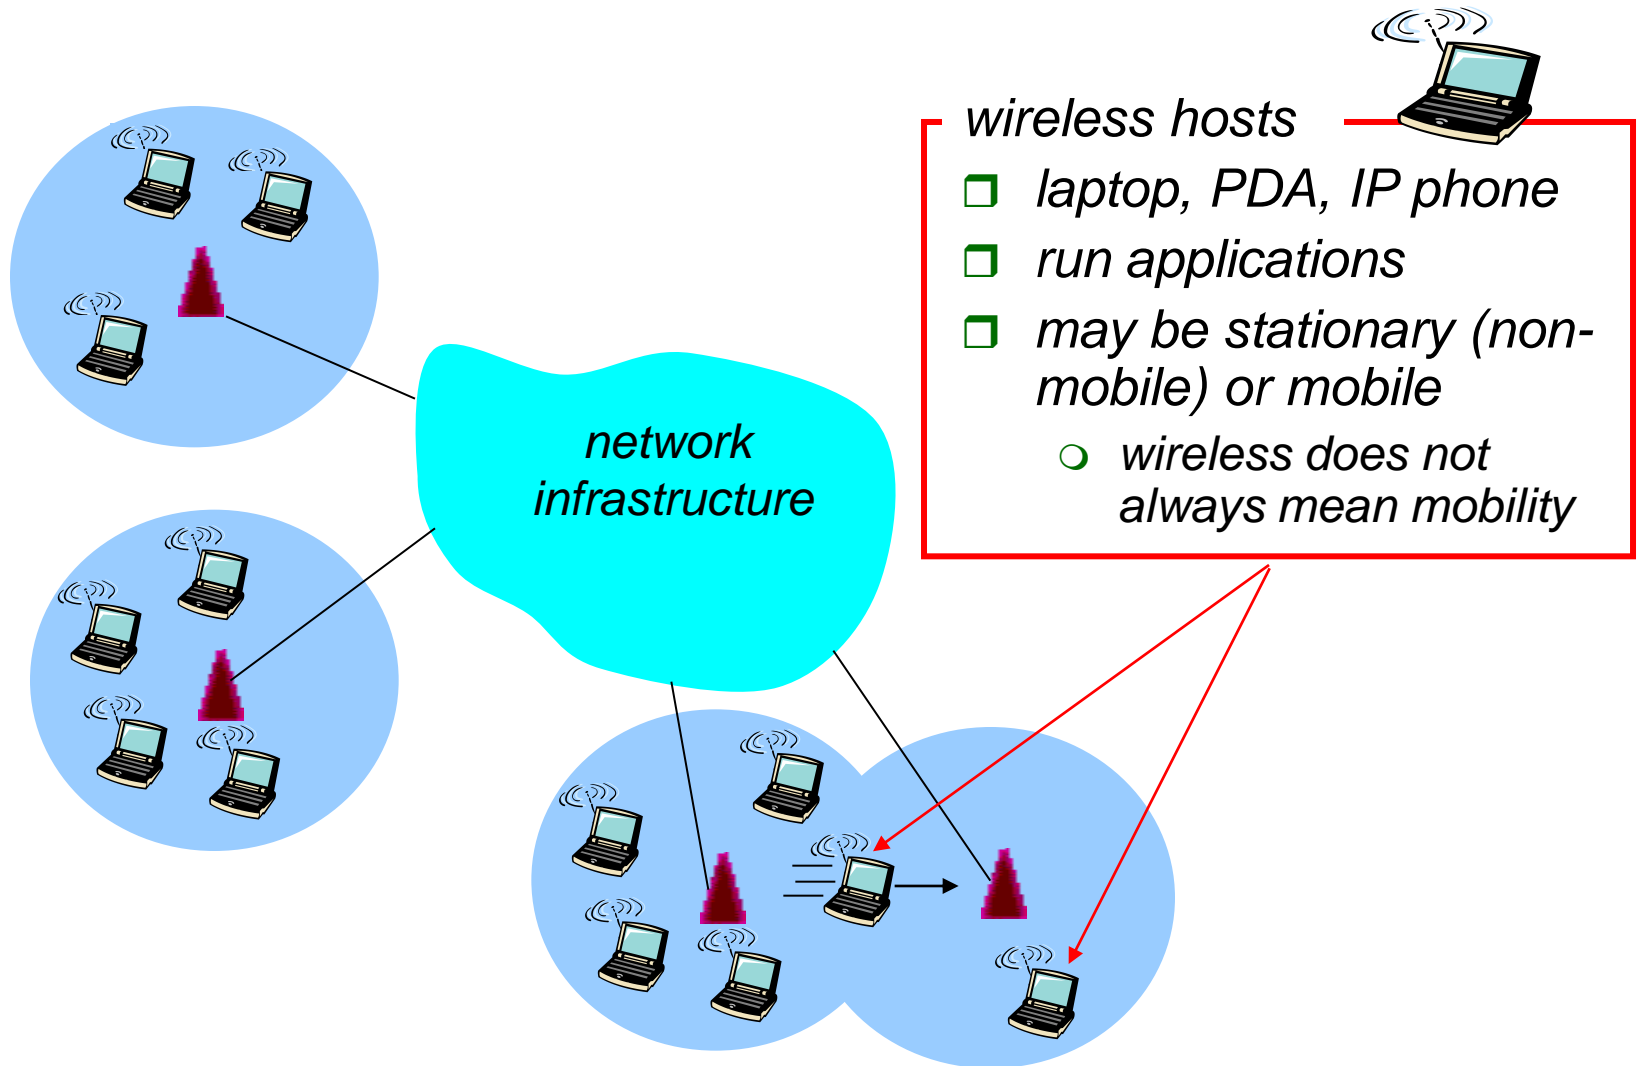 wireless hosts
laptop, PDA, IP phone
run applications
may be stationary (non-
mobile) or mobile
wireless does not
always mean mobility
network
infrastructure